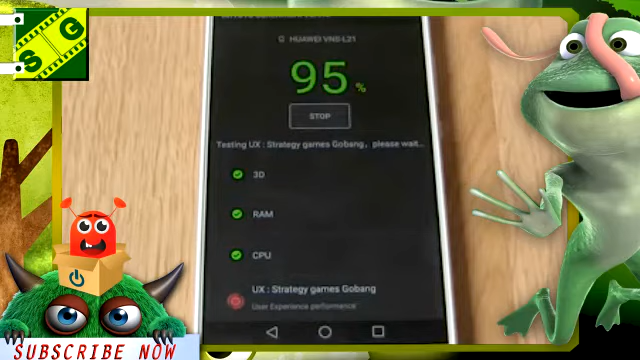 S G
HUAWEI VNS-L21
95 %
STOP
Testing UX : Strategy games Gobang, please wait...
3D
RAM
CPU
UX : Strategy games Gobang
User Experience performance
SUBSCRIBE NOW